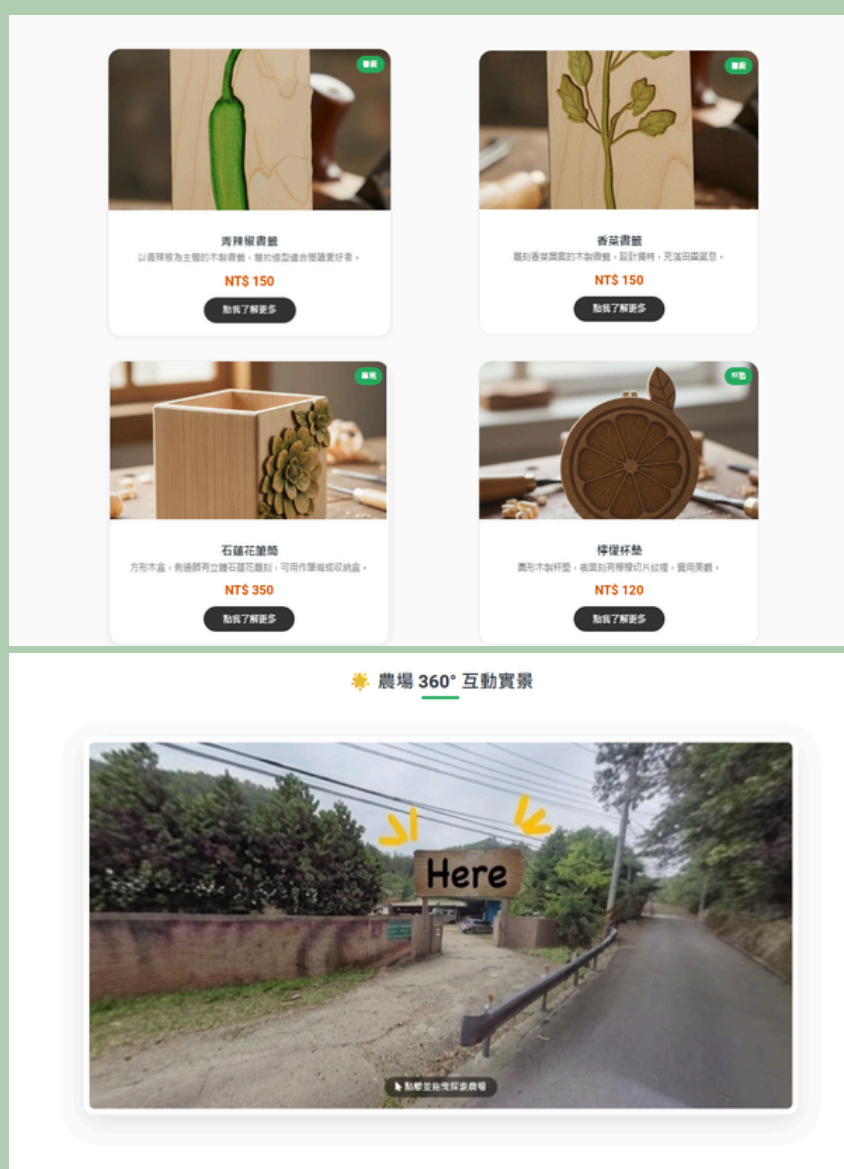 書籤
書籤
青辣椒書籤
香菜書籤
以青辣椒為主題的木製書籤，簡約造型適合閱讀愛好者。
雕刻香菜圖案的木製書籤，設計獨特，充滿田園氣息。
NT$ 150
NT$ 150
點我了解更多
點我了解更多
筆筒
杯墊
石蓮花筆筒
檸檬杯墊
方形木盒，側邊飾有立體石蓮花雕刻，可用作筆筒或收納盒。
圓形木製杯墊，表面刻有檸檬切片紋理，實用美觀。
NT$ 350
NT$ 120
點我了解更多
點我了解更多
農場 360° 互動實景
Here
點擊並拖曳探索農場